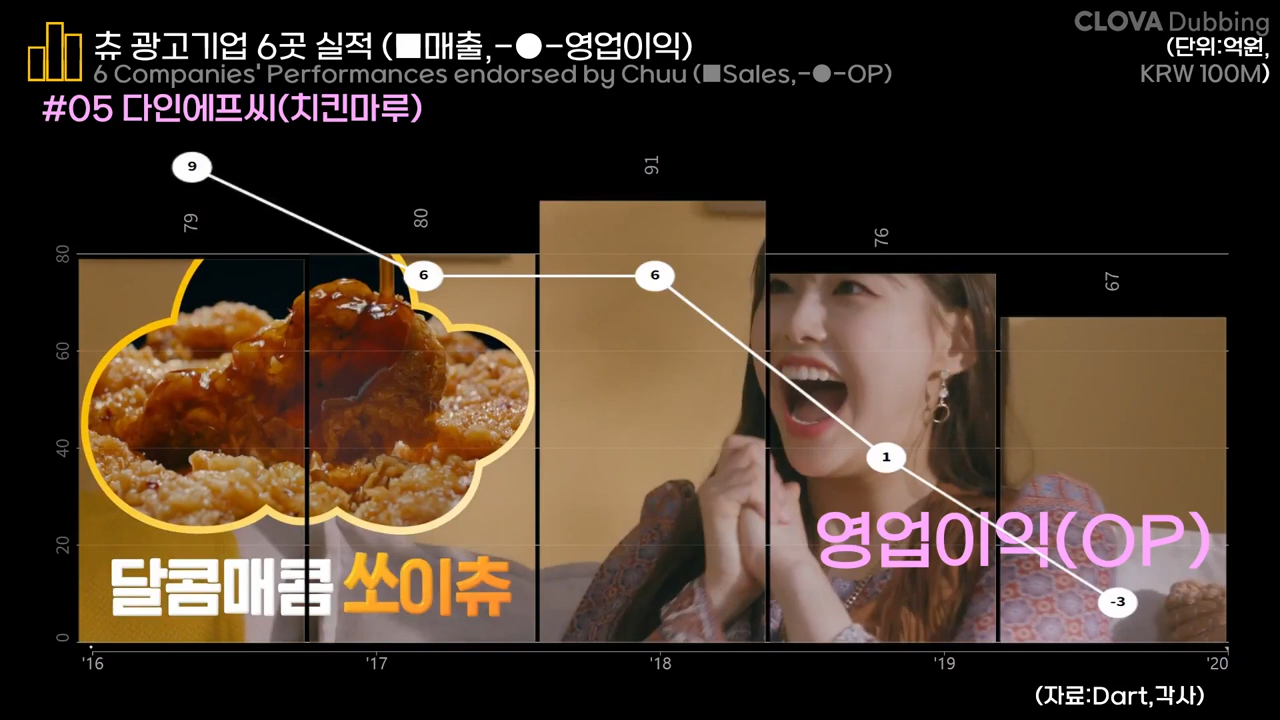 CLOVA Dubbing
츄 광고기업 6곳 실적 (■매출,-●-영업이익)
(단위:억원,
6 Companies' Performances endorsed by Chuu (■Sales,-●-OP)
KRW 100M)
#05 다인에프씨(치킨마루)
91
9
79
80
76
80
6
6
67
60
40
1
영업이익(OP)
20
달콤매콤 쏘이츄
-3
0
'16
'17
'18
'19
'20
(자료:Dart,각사)